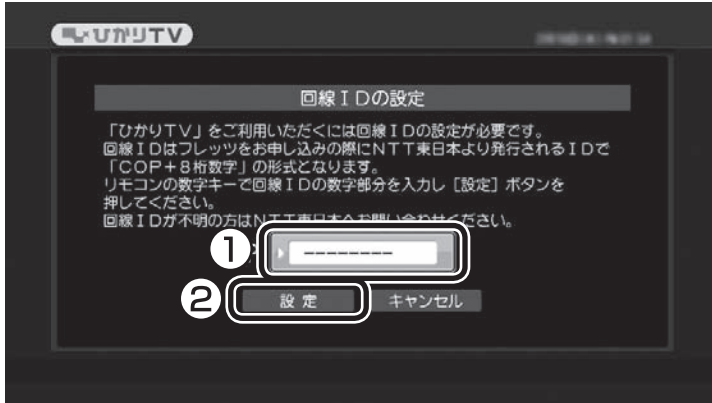 ひかりTV
回線IDの設定
「ひかりTV」をご利用いただくには回線IDの設定が必要です。
回線IDはフレッツをお申し込みの際にNTT東日本より発行されるIDで
「COP+8桁数字」の形式となります。
リモコンの数字キーで回線IDの数字部分を入力し[設定]ボタンを
押してください。
回線IDが不明の方はNTT東日本へお問い合わせください。
① --------
② 設定 キャンセル